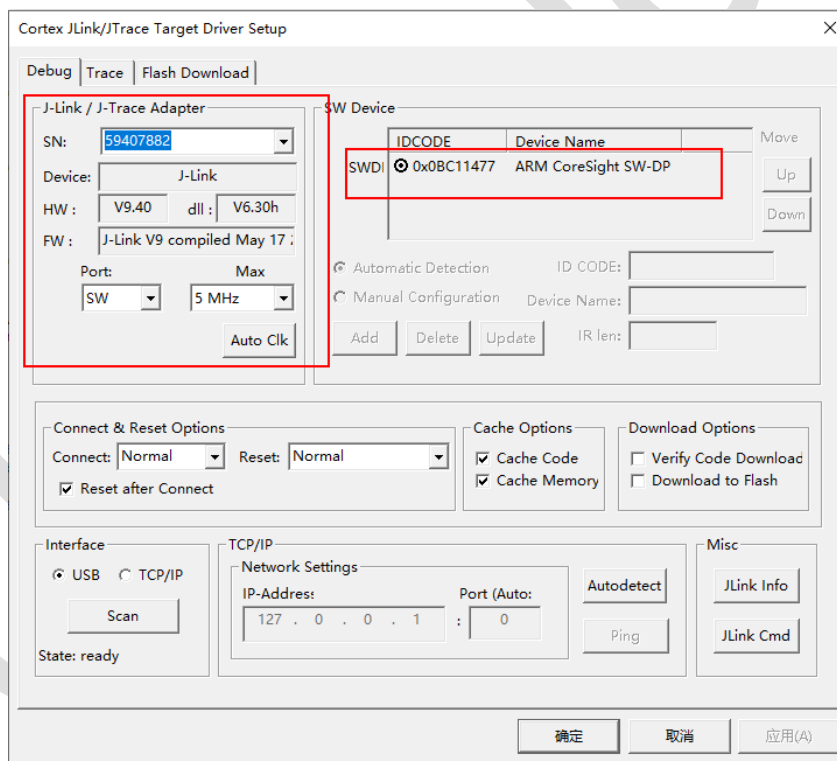 Cortex JLink/JTrace Target Driver Setup
Debug Trace Flash Download
J-Link / J-Trace Adapter
SN: 59407882
Device: J-Link
HW : V9.40 dll : V6.30h
FW : J-Link V9 compiled May 17 2
Port: Max
SW 5 MHz
Auto Clk
SW Device
IDCODE Device Name
SWDI 0x0BC11477 ARM CoreSight SW-DP
Move
Up
Down
Automatic Detection ID CODE:
Manual Configuration Device Name:
Add Delete Update IR len:
Connect & Reset Options
Connect: Normal Reset: Normal
Reset after Connect
Cache Options
Cache Code
Cache Memory
Download Options
Verify Code Download
Download to Flash
Interface
USB TCP/IP
Scan
State: ready
TCP/IP
Network Settings
IP-Address Port (Auto:
127 . 0 . 0 . 1 : 0
Autodetect
Ping
Misc
JLink Info
JLink Cmd
确定 取消 应用(A)